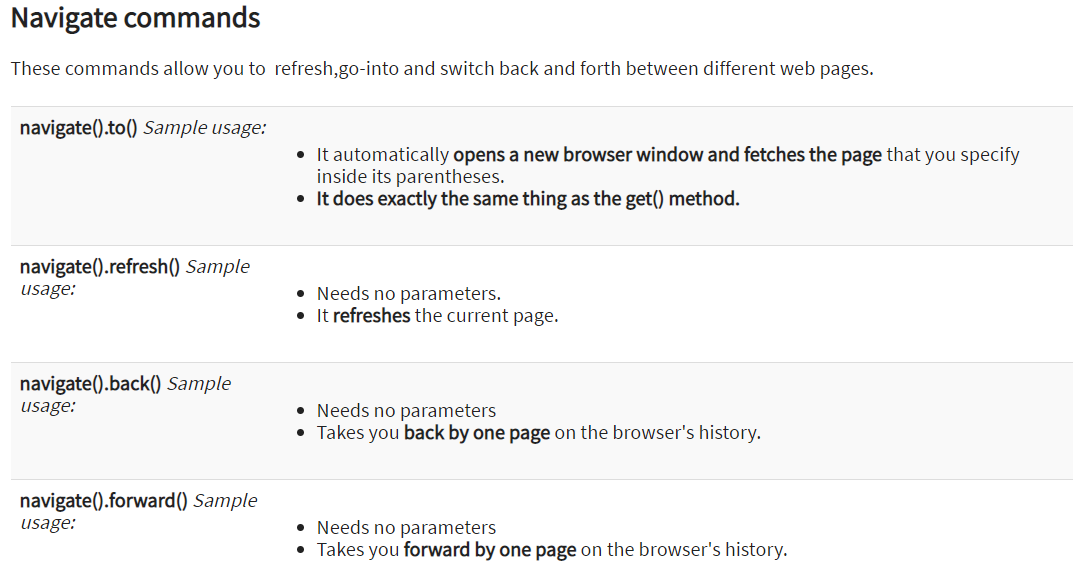 Navigate commands
These commands allow you to  refresh,go-into and switch back and forth between different web pages.
navigate().to() Sample usage:
It automatically opens a new browser window and fetches the page that you specify
inside its parentheses.
It does exactly the same thing as the get() method.
navigate().refresh() Sample
usage:
Needs no parameters.
It refreshes the current page.
navigate().back() Sample
usage:
Needs no parameters
Takes you back by one page on the browser's history.
navigate().forward() Sample
usage:
Needs no parameters
Takes you forward by one page on the browser's history.